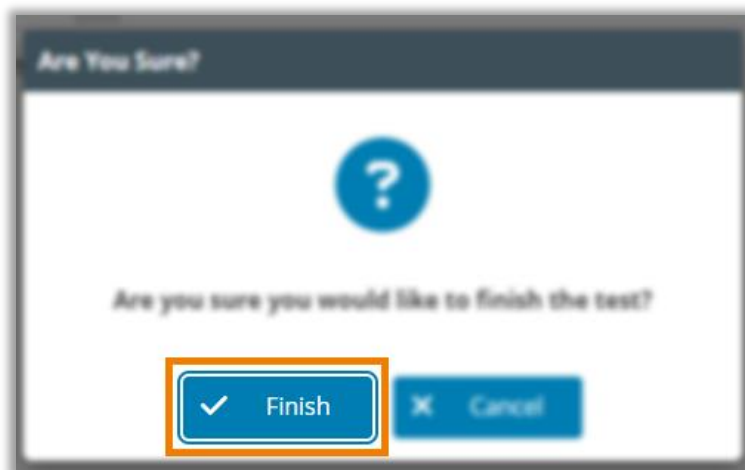 Are You Sure?
?
Are you sure you would like to finish the test?
Finish
Cancel